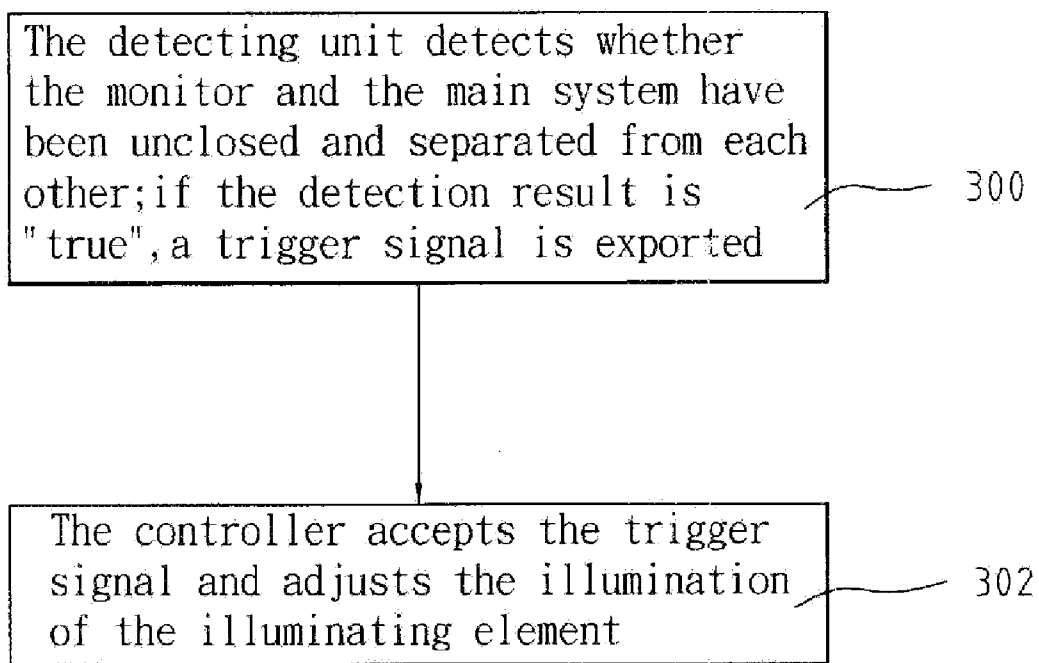 The detecting unit detects whether
the monitor and the main system have
been unclosed and separated from each
other;if the detection result is
"true",a trigger signal is exported
300
The controller accepts the trigger
signal and adjusts the illumination
of the illuminating element
302